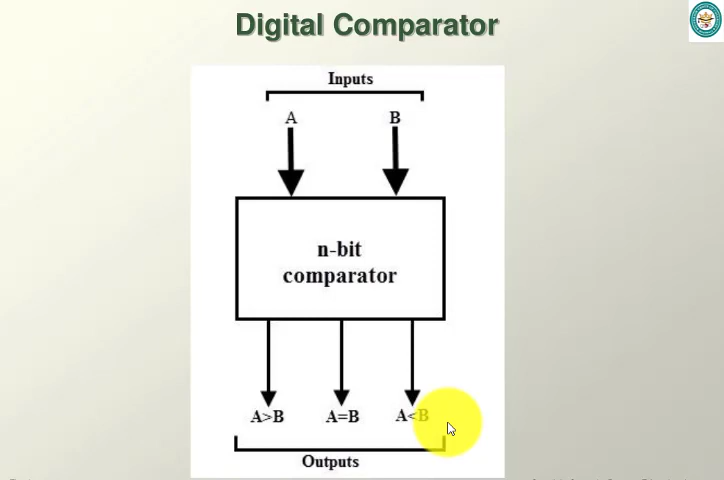 Digital Comparator
Inputs
A B
n-bit
comparator
A>B A=B A<B
Outputs